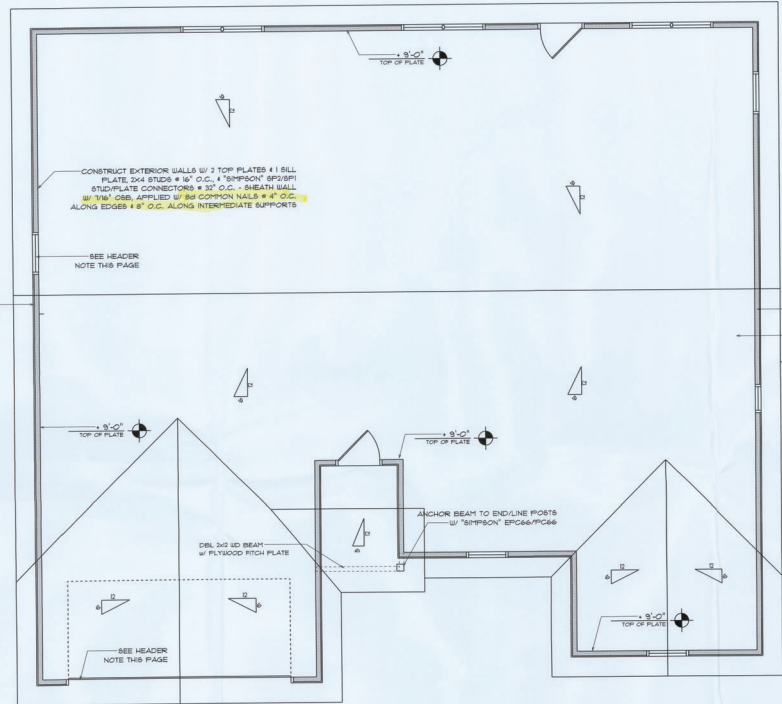 + 9'-0"
TOP OF PLATE
CONSTRUCT EXTERIOR WALLS W/ 2 TOP PLATES & 1 SILL
PLATE, 2X4 STUDS @ 16" O.C., & "SIMPSON" SP2/SP1
STUD/PLATE CONNECTORS @ 32" O.C. - SHEATH WALL
W/ 7/16" OSB, APPLIED W/ 8d COMMON NAILS @ 4" O.C.
ALONG EDGES & 8" O.C. ALONG INTERMEDIATE SUPPORTS
SEE HEADER
NOTE THIS PAGE
+ 9'-0"
TOP OF PLATE
+ 9'-0"
TOP OF PLATE
ANCHOR BEAM TO END/LINE POSTS
W/ "SIMPSON" EPC66/PC66
DBL 2x12 WD BEAM
w/ PLYWOOD FITCH PLATE
12
12
12
12
+ 9'-0"
TOP OF PLATE
SEE HEADER
NOTE THIS PAGE